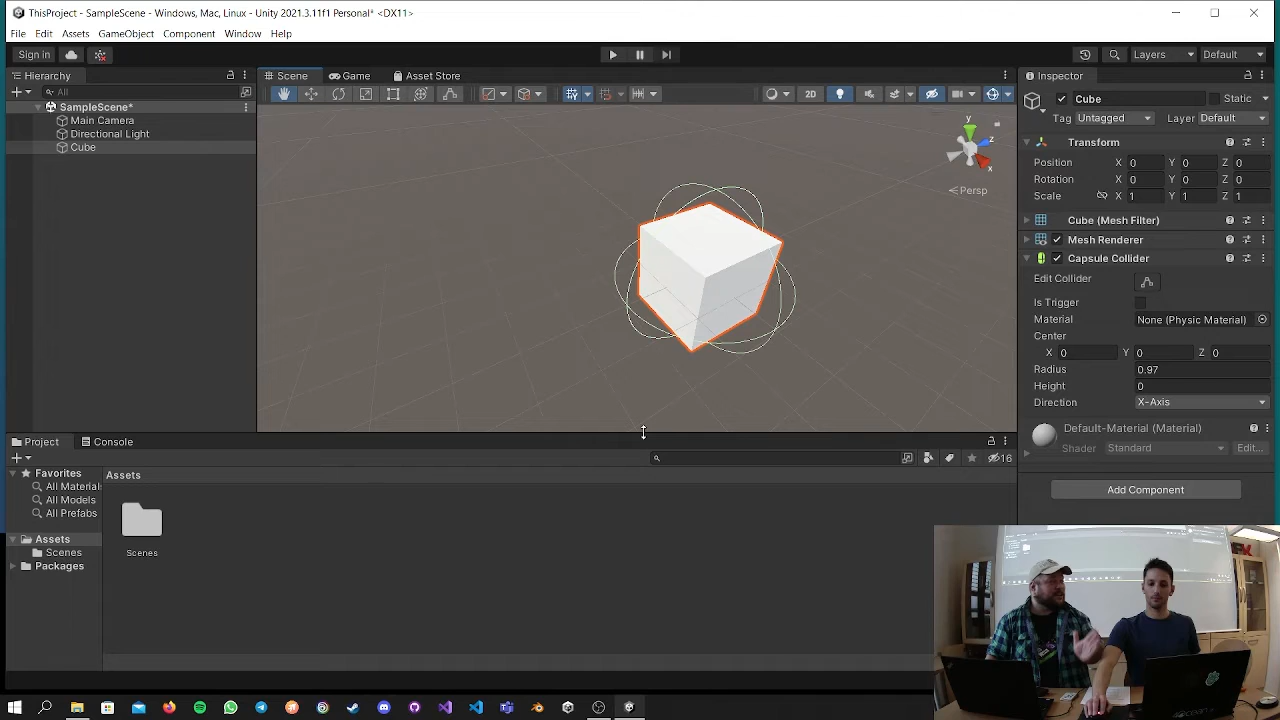 ThisProject - SampleScene - Windows, Mac, Linux - Unity 2021.3.11f1 Personal* <DX11>
File Edit Assets GameObject Component Window Help
Sign in
Layers
Default
Hierarchy
Scene
Game
Asset Store
Inspector
All
2D
SampleScene*
Main Camera
Directional Light
Cube
y
z
x
Persp
Cube
Static
Tag Untagged
Layer Default
Transform
Position X 0 Y 0 Z 0
Rotation X 0 Y 0 Z 0
Scale X 1 Y 1 Z 1
Cube (Mesh Filter)
Mesh Renderer
Capsule Collider
Edit Collider
Is Trigger
Material None (Physic Material)
Center
X 0 Y 0 Z 0
Radius 0.97
Height 0
Direction X-Axis
Default-Material (Material)
Shader Standard Edit...
Add Component
Project
Console
16
Favorites
All Material
All Models
All Prefabs
Assets
Scenes
Packages
Assets
Scenes